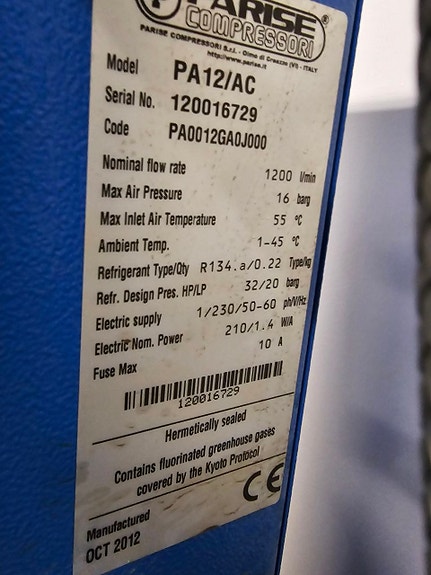 PARISE
COMPRESSORI
PARISE COMPRESSORI S.r.l. - Olmo di Creazzo (VI) - ITALY
http://www.parise.it
Model PA12/AC
Serial No. 120016729
Code PA0012GA0J000
Nominal flow rate 1200 l/min
Max Air Pressure 16 barg
Max Inlet Air Temperature 55 °C
Ambient Temp. 1-45 °C
Refrigerant Type/Qty R134.a/0.22 Type/kg
Refr. Design Pres. HP/LP 32/20 barg
Electric supply 1/230/50-60 ph/V/Hz
Electric Nom. Power 210/1.4 W/A
Fuse Max 10 A
120016729
Hermetically sealed
Contains fluorinated greenhouse gases
covered by the Kyoto Protocol
CE
Manufactured
OCT 2012